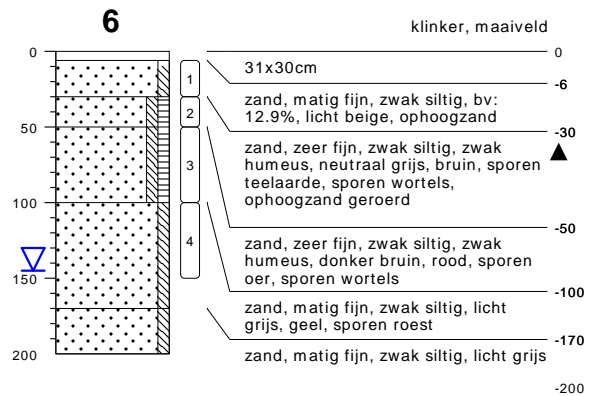 6
klinker, maaiveld
0
0
31x30cm
-6
1
zand, matig fijn, zwak siltig, bv:
12.9%, licht beige, ophoogzand
-30
2
50
zand, zeer fijn, zwak siltig, zwak
humeus, neutraal grijs, bruin, sporen
teelaarde, sporen wortels,
ophoogzand geroerd
-50
3
100
zand, zeer fijn, zwak siltig, zwak
humeus, donker bruin, rood, sporen
oer, sporen wortels
-100
4
150
zand, matig fijn, zwak siltig, licht
grijs, geel, sporen roest
-170
200
zand, matig fijn, zwak siltig, licht grijs
-200